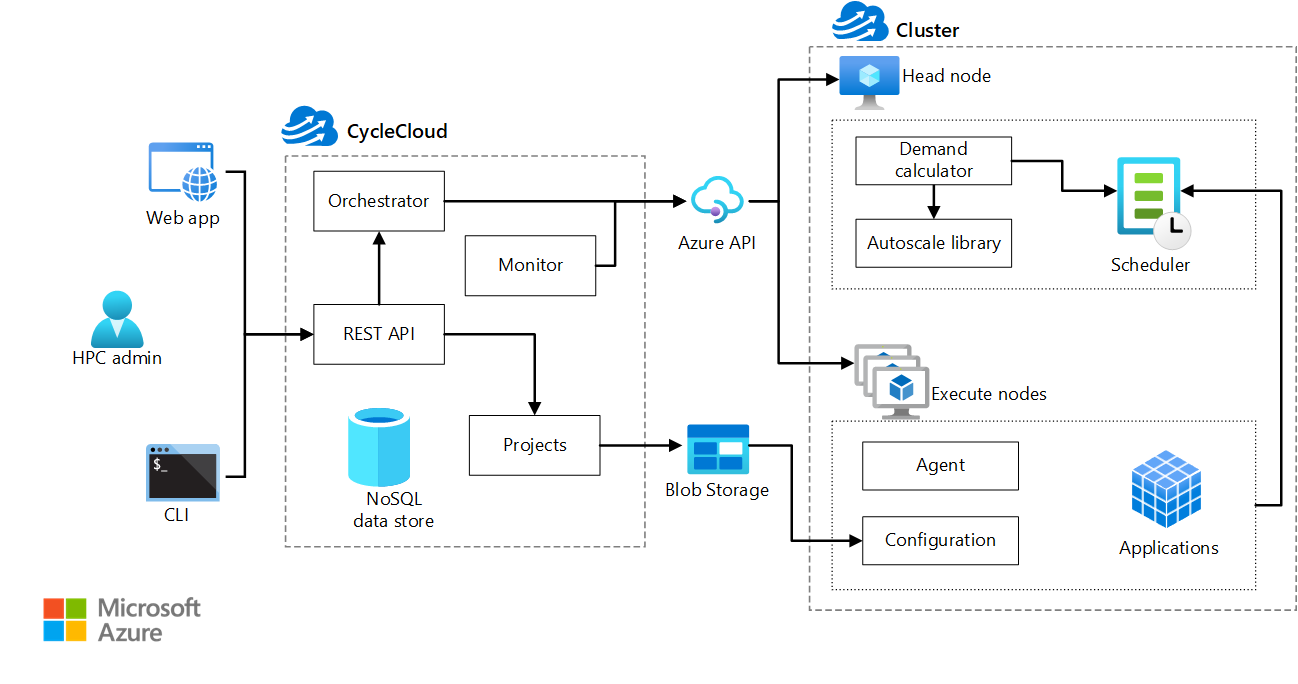 Cluster
Head node
CycleCloud
Demand
calculator
Web app
Orchestrator
Azure API
Autoscale library
Monitor
Scheduler
REST API
HPC admin
Execute nodes
Projects
$_
Agent
Blob Storage
NoSQL
data store
CLI
Configuration
Applications
Microsoft
Azure